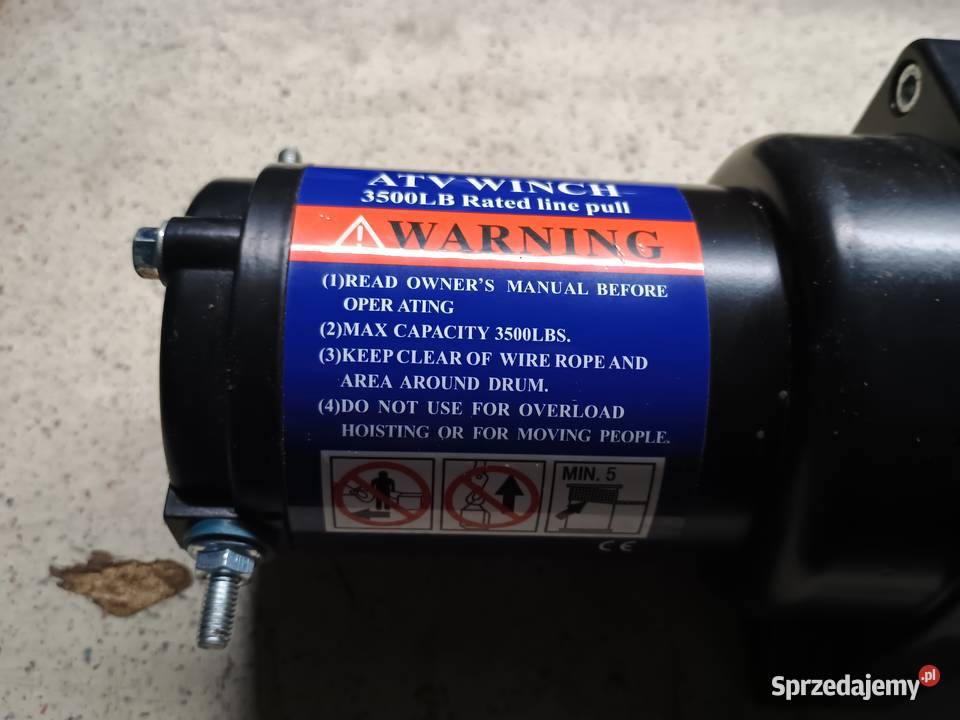 ATV WINCH
3500LB Rated line pull
WARNING
(1)READ OWNER'S MANUAL BEFORE
OPERATING
(2)MAX CAPACITY 3500LBS.
(3)KEEP CLEAR OF WIRE ROPE AND
AREA AROUND DRUM.
(4)DO NOT USE FOR OVERLOAD
HOISTING OR FOR MOVING PEOPLE.
MIN. 5
CE
Sprzedajemy.pl